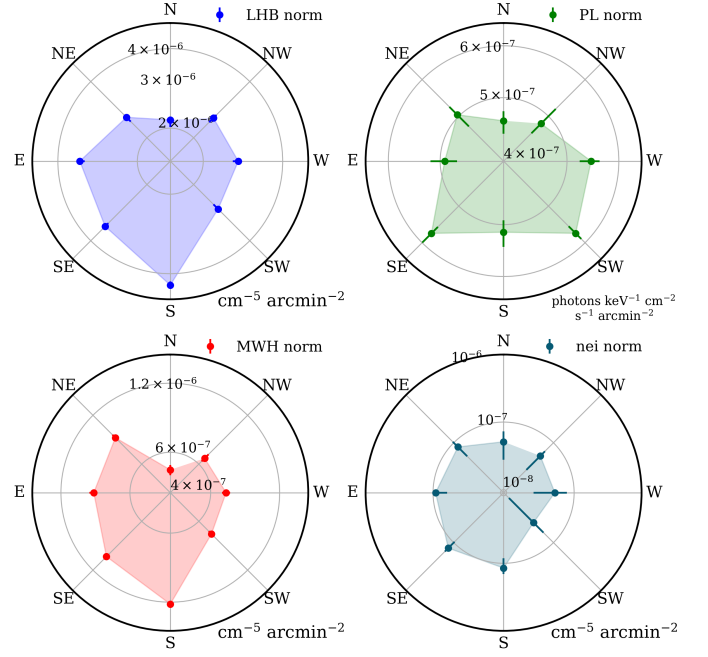 N
LHB norm
NE
4×10⁻⁶
NW
3×10⁻⁶
2×10⁻⁶
E
W
SE
SW
S
cm⁻⁵ arcmin⁻²
N
PL norm
NE
6×10⁻⁷
NW
5×10⁻⁷
4×10⁻⁷
E
W
SE
SW
S
photons keV⁻¹ cm⁻²
s⁻¹ arcmin⁻²
N
MWH norm
NE
1.2×10⁻⁶
NW
6×10⁻⁷
4×10⁻⁷
E
W
SE
SW
S
cm⁻⁵ arcmin⁻²
N
nei norm
10⁻⁶
NE
NW
10⁻⁷
10⁻⁸
E
W
SE
SW
S
cm⁻⁵ arcmin⁻²